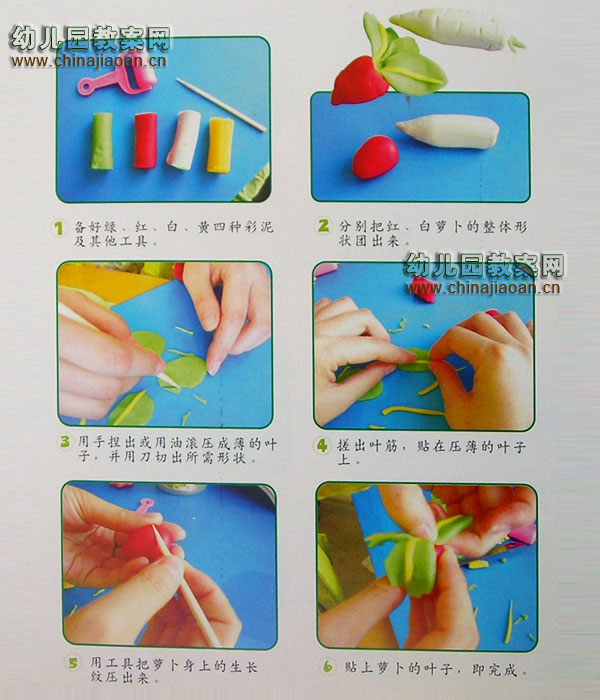 幼儿园教案网
www.chinajiaoan.cn
1 备好绿、红、白、黄四种彩泥
及其他工具。
2 分别把红、白萝卜的整体形
状团出来。
幼儿园教案网
www.chinajiaoan.cn
3 用手捏出或用油滚压成薄的叶
子，并用刀切出所需形状。
4 搓出叶筋，贴在压薄的叶子
上。
5 用工具把萝卜身上的生长
纹压出来。
6 贴上萝卜的叶子，即完成。